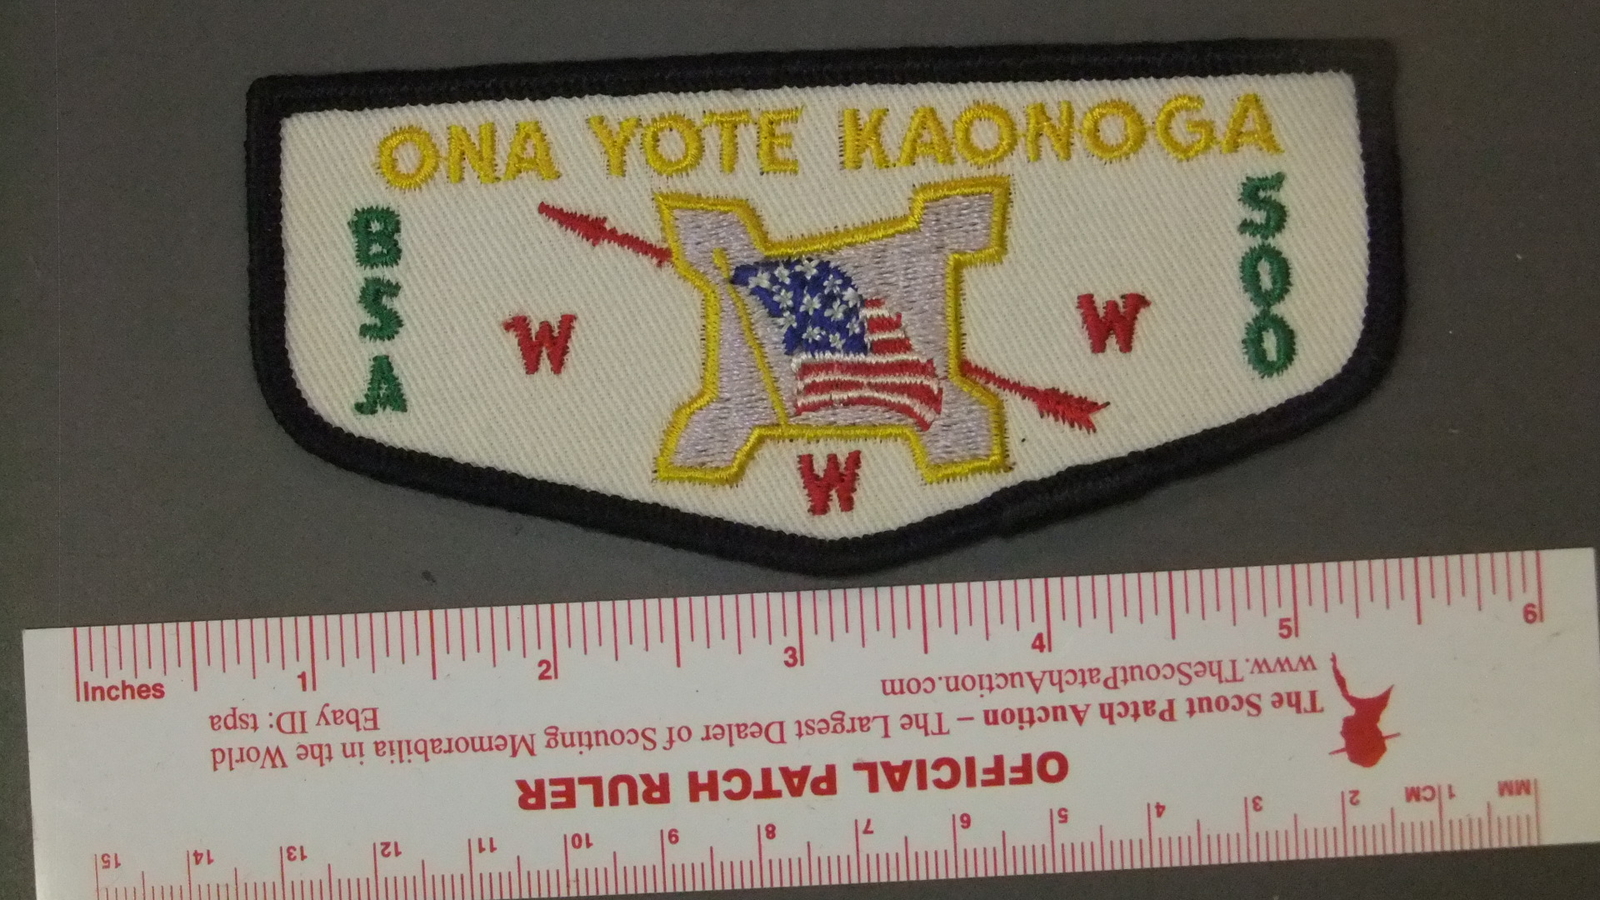 ONA YOTE KAONOGA
BSA
500
W
W
W
Inches 1 2 3 4 5 6
www.TheScoutPatchAuction.com
The Scout Patch Auction – The Largest Dealer of Scouting Memorabilia in the World
Ebay ID: tspa
OFFICIAL PATCH RULER
MM 1 CM 2 3 4 5 6 7 8 9 10 11 12 13 14 15